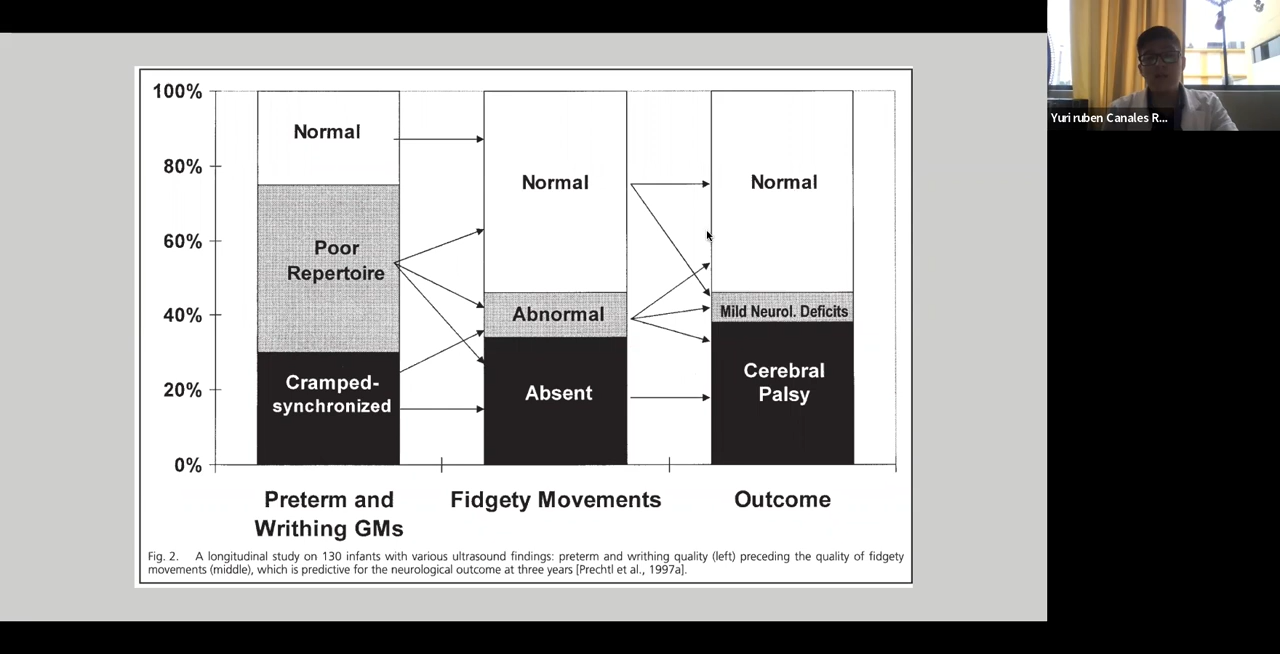 100%
80%
60%
40%
20%
0%
Normal
Poor
Repertoire
Cramped-
synchronized
Normal
Abnormal
Absent
Normal
Mild Neurol. Deficits
Cerebral
Palsy
Preterm and
Writhing GMs
Fidgety Movements
Outcome
Fig. 2. A longitudinal study on 130 infants with various ultrasound findings: preterm and writhing quality (left) preceding the quality of fidgety
movements (middle), which is predictive for the neurological outcome at three years [Prechtl et al., 1997a].
Yuri ruben Canales R...